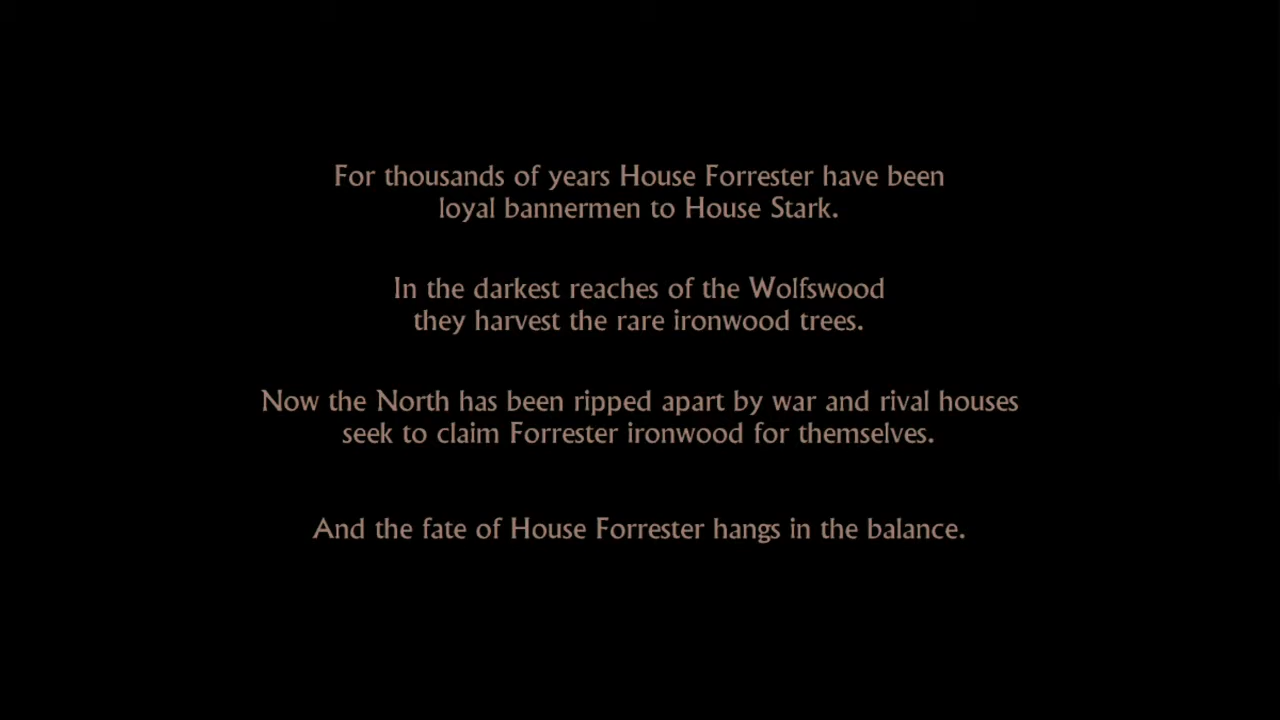 For thousands of years House Forrester have been
loyal bannermen to House Stark.
In the darkest reaches of the Wolfswood
they harvest the rare ironwood trees.
Now the North has been ripped apart by war and rival houses
seek to claim Forrester ironwood for themselves.
And the fate of House Forrester hangs in the balance.